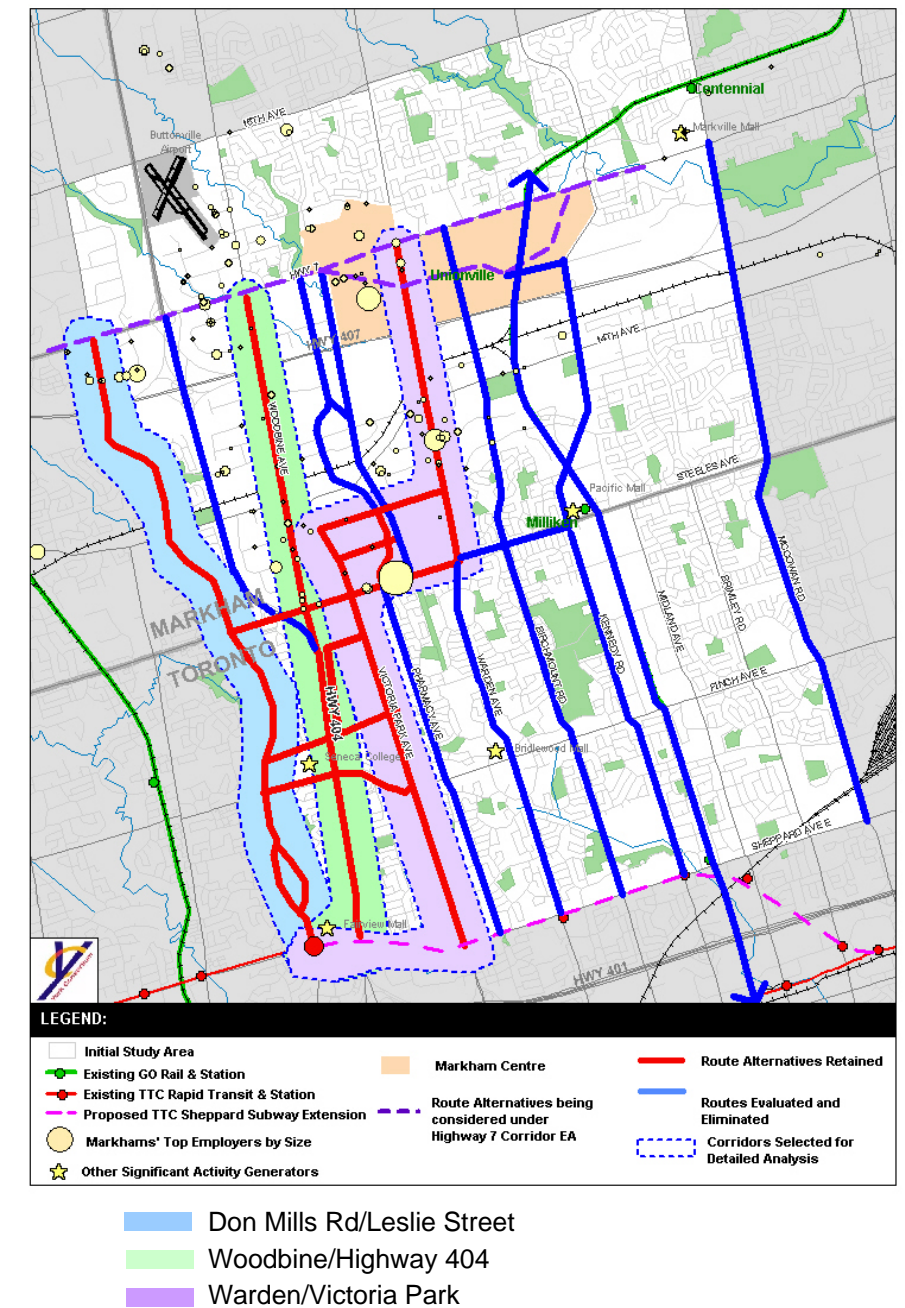 Centennial
16TH AVE
Markville Mall
Buttonville
Airport
HWY 7
Unionville
HWY 407
14TH AVE
WOODBINE AVE
STEELES AVE
Pacific Mall
Milliken
MCCOWAN RD
MARKHAM
TORONTO
BRIMLEY RD
MIDLAND AVE
KENNEDY RD
BIRCHMOUNT RD
WARDEN AVE
PHARMACY AVE
VICTORIA PARK AVE
HWY 404
FINCH AVE E
Bridlewood Mall
Seneca College
SHEPPARD AVE E
Fairview Mall
HWY 401
York Consortium
LEGEND:
Initial Study Area
Existing GO Rail & Station
Existing TTC Rapid Transit & Station
Proposed TTC Sheppard Subway Extension
Markhams' Top Employers by Size
Other Significant Activity Generators
Markham Centre
Route Alternatives being
considered under
Highway 7 Corridor EA
Route Alternatives Retained
Routes Evaluated and
Eliminated
Corridors Selected for
Detailed Analysis
Don Mills Rd/Leslie Street
Woodbine/Highway 404
Warden/Victoria Park